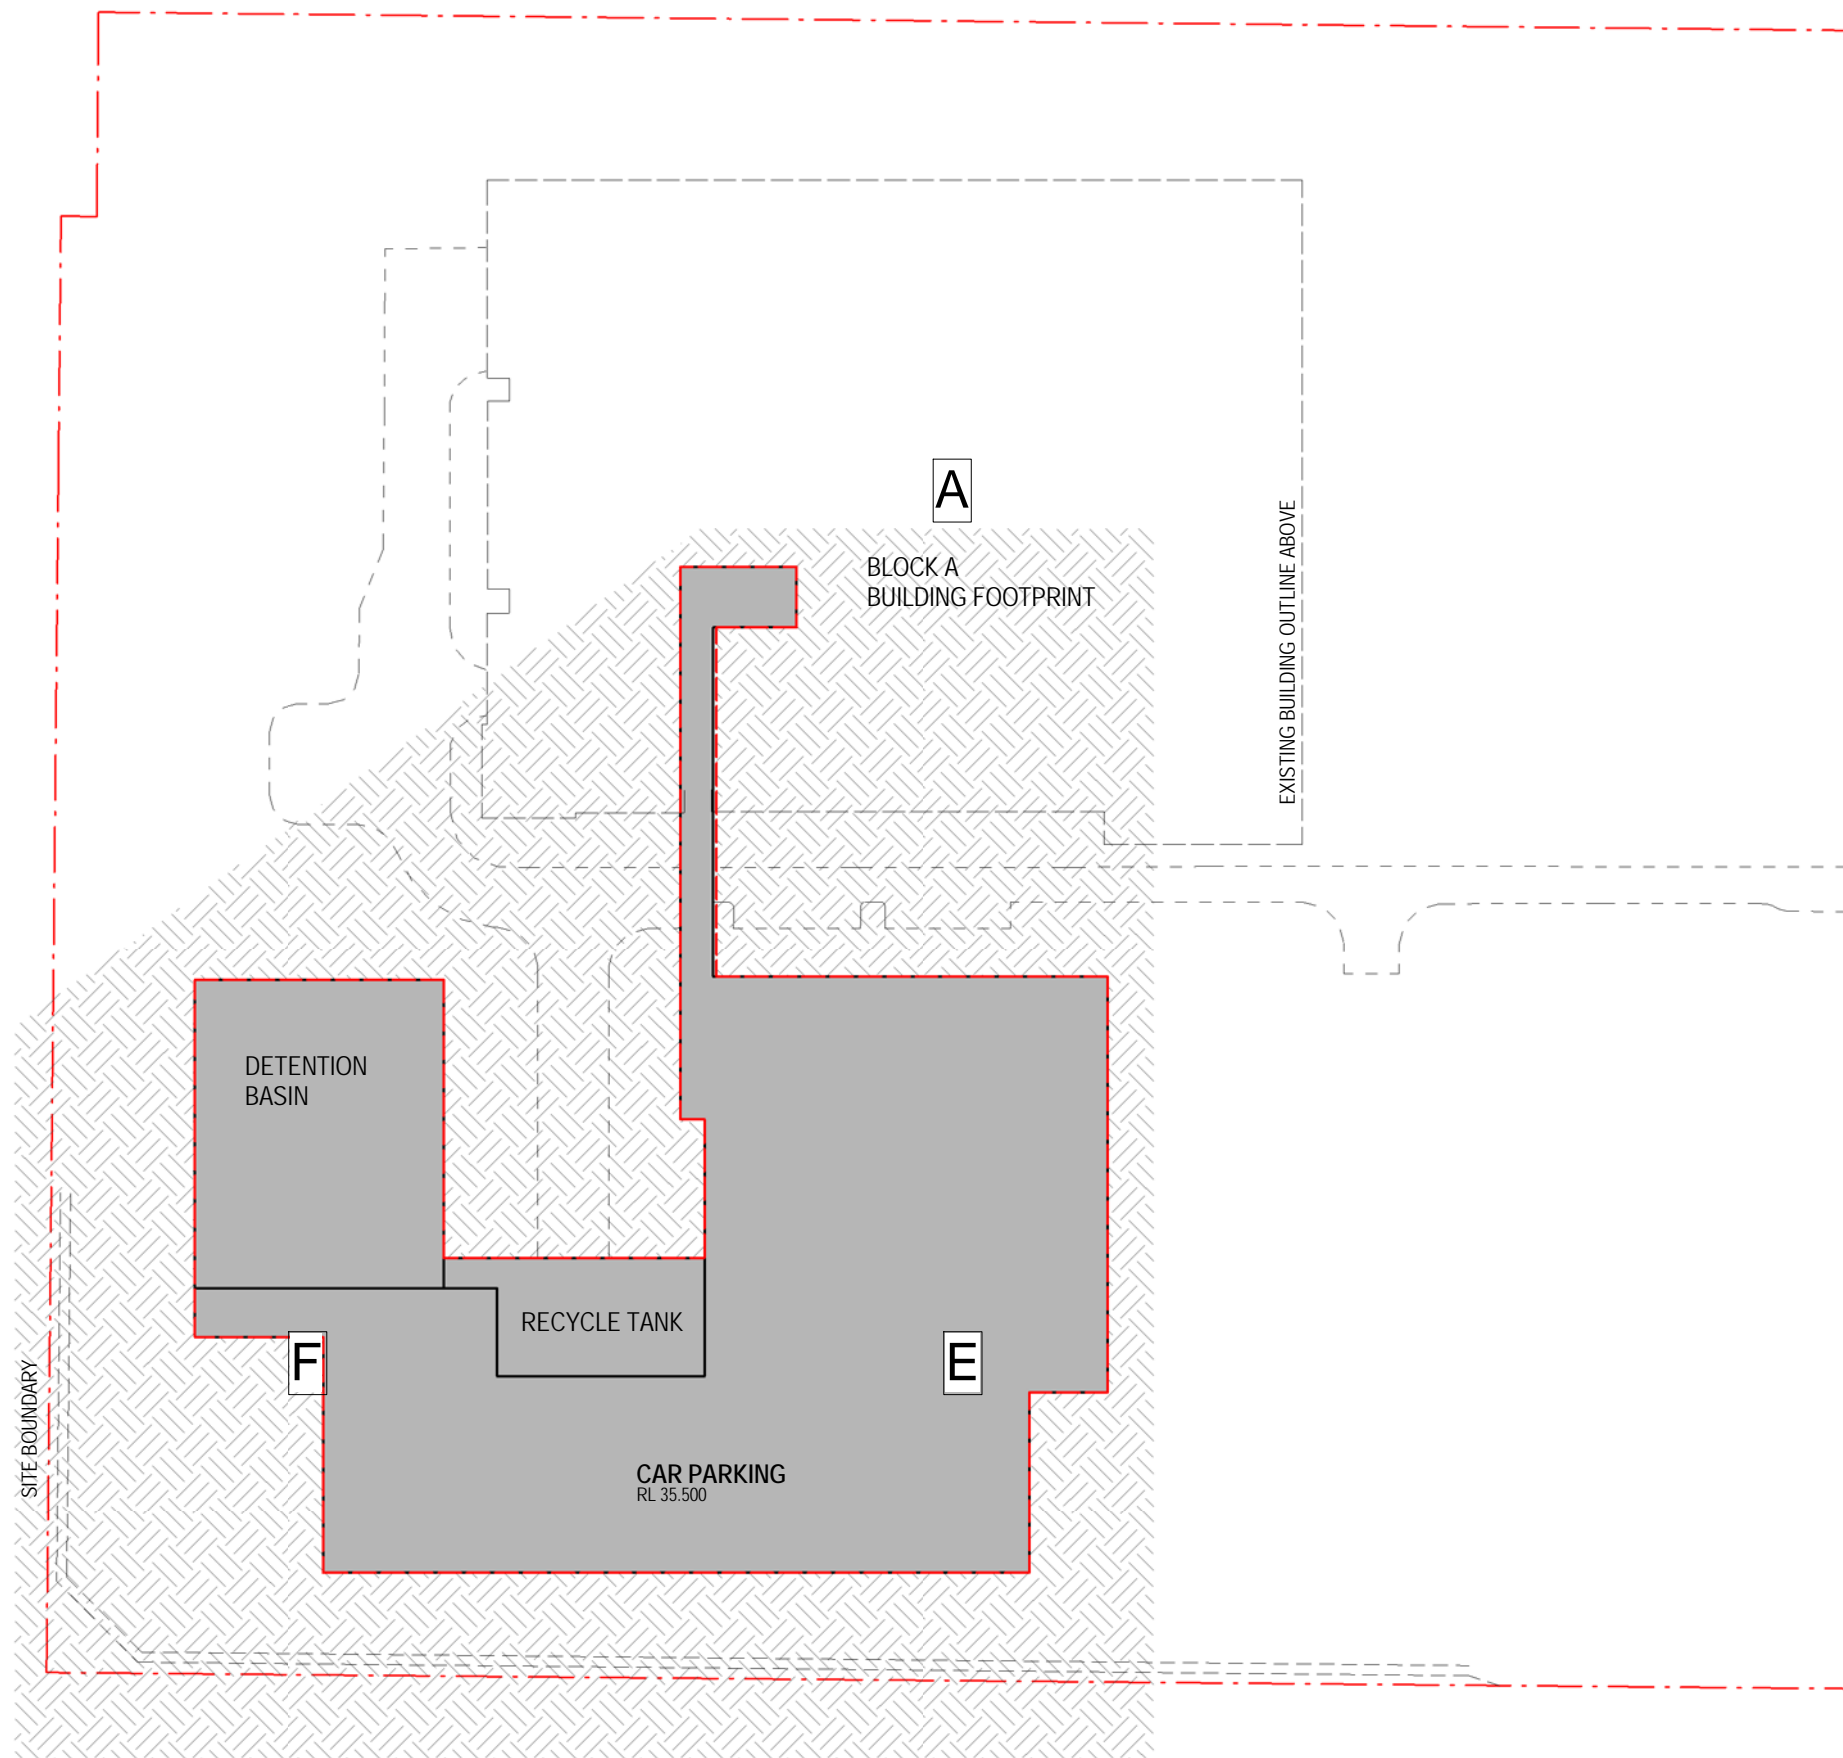 A
BLOCK A
BUILDING FOOTPRINT
EXISTING BUILDING OUTLINE ABOVE
DETENTION
BASIN
RECYCLE TANK
F
E
SITE BOUNDARY
CAR PARKING
RL 35.500